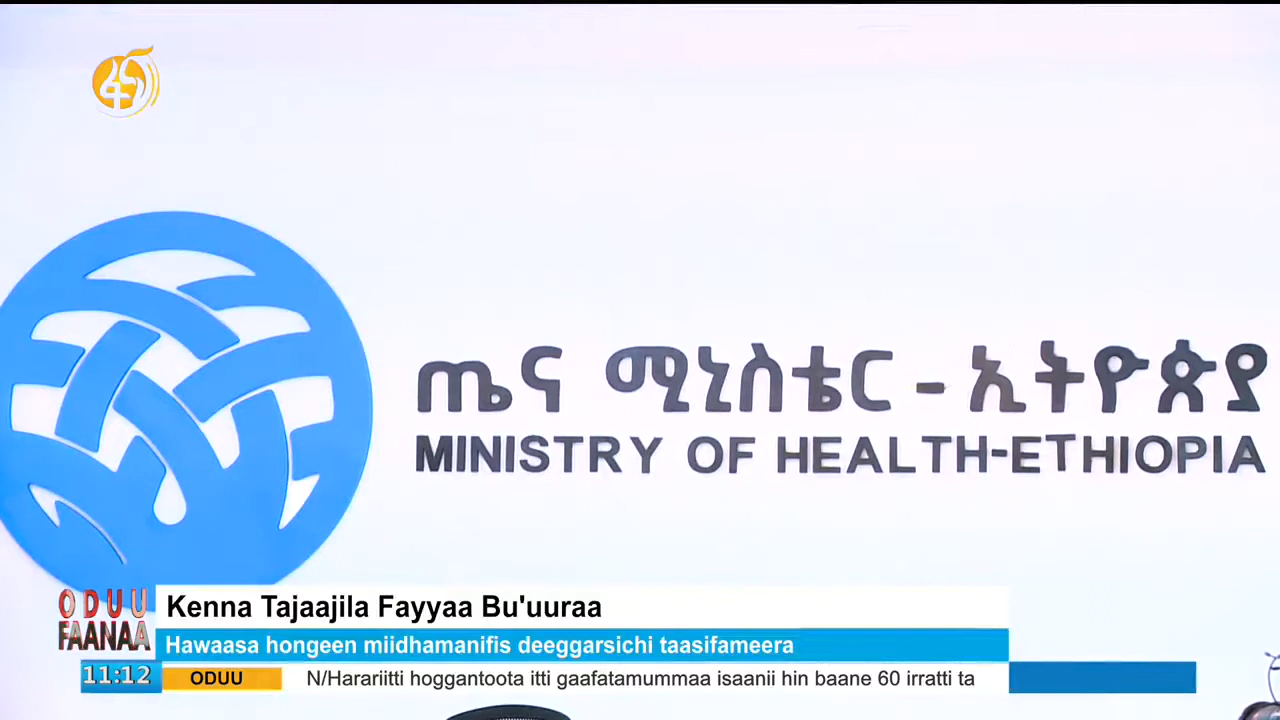 ፋና
ጤና ሚኒስቴር - ኢትዮጵያ
MINISTRY OF HEALTH-ETHIOPIA
ODUU
FAANAA
Kenna Tajaajila Fayyaa Bu'uuraa
Hawaasa hongeen miidhamanifis deeggarsichi taasifameera
11:12
ODUU
N/Harariitti hoggantoota itti gaafatamummaa isaanii hin baane 60 irratti ta